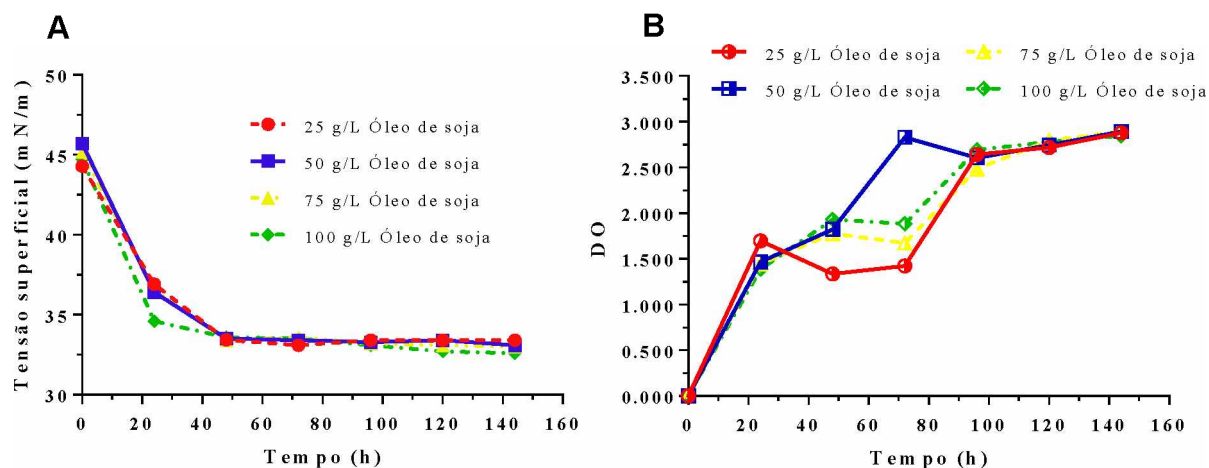 A
Tensão superficial (mN/m)
50
45
40
35
30
25 g/L Óleo de soja
50 g/L Óleo de soja
75 g/L Óleo de soja
100 g/L Óleo de soja
0 20 40 60 80 100 120 140 160
Tempo (h)
B
25 g/L Óleo de soja
75 g/L Óleo de soja
50 g/L Óleo de soja
100 g/L Óleo de soja
DO
3.500
3.000
2.500
2.000
1.500
1.000
0.500
0.000
0 20 40 60 80 100 120 140 160
Tempo (h)